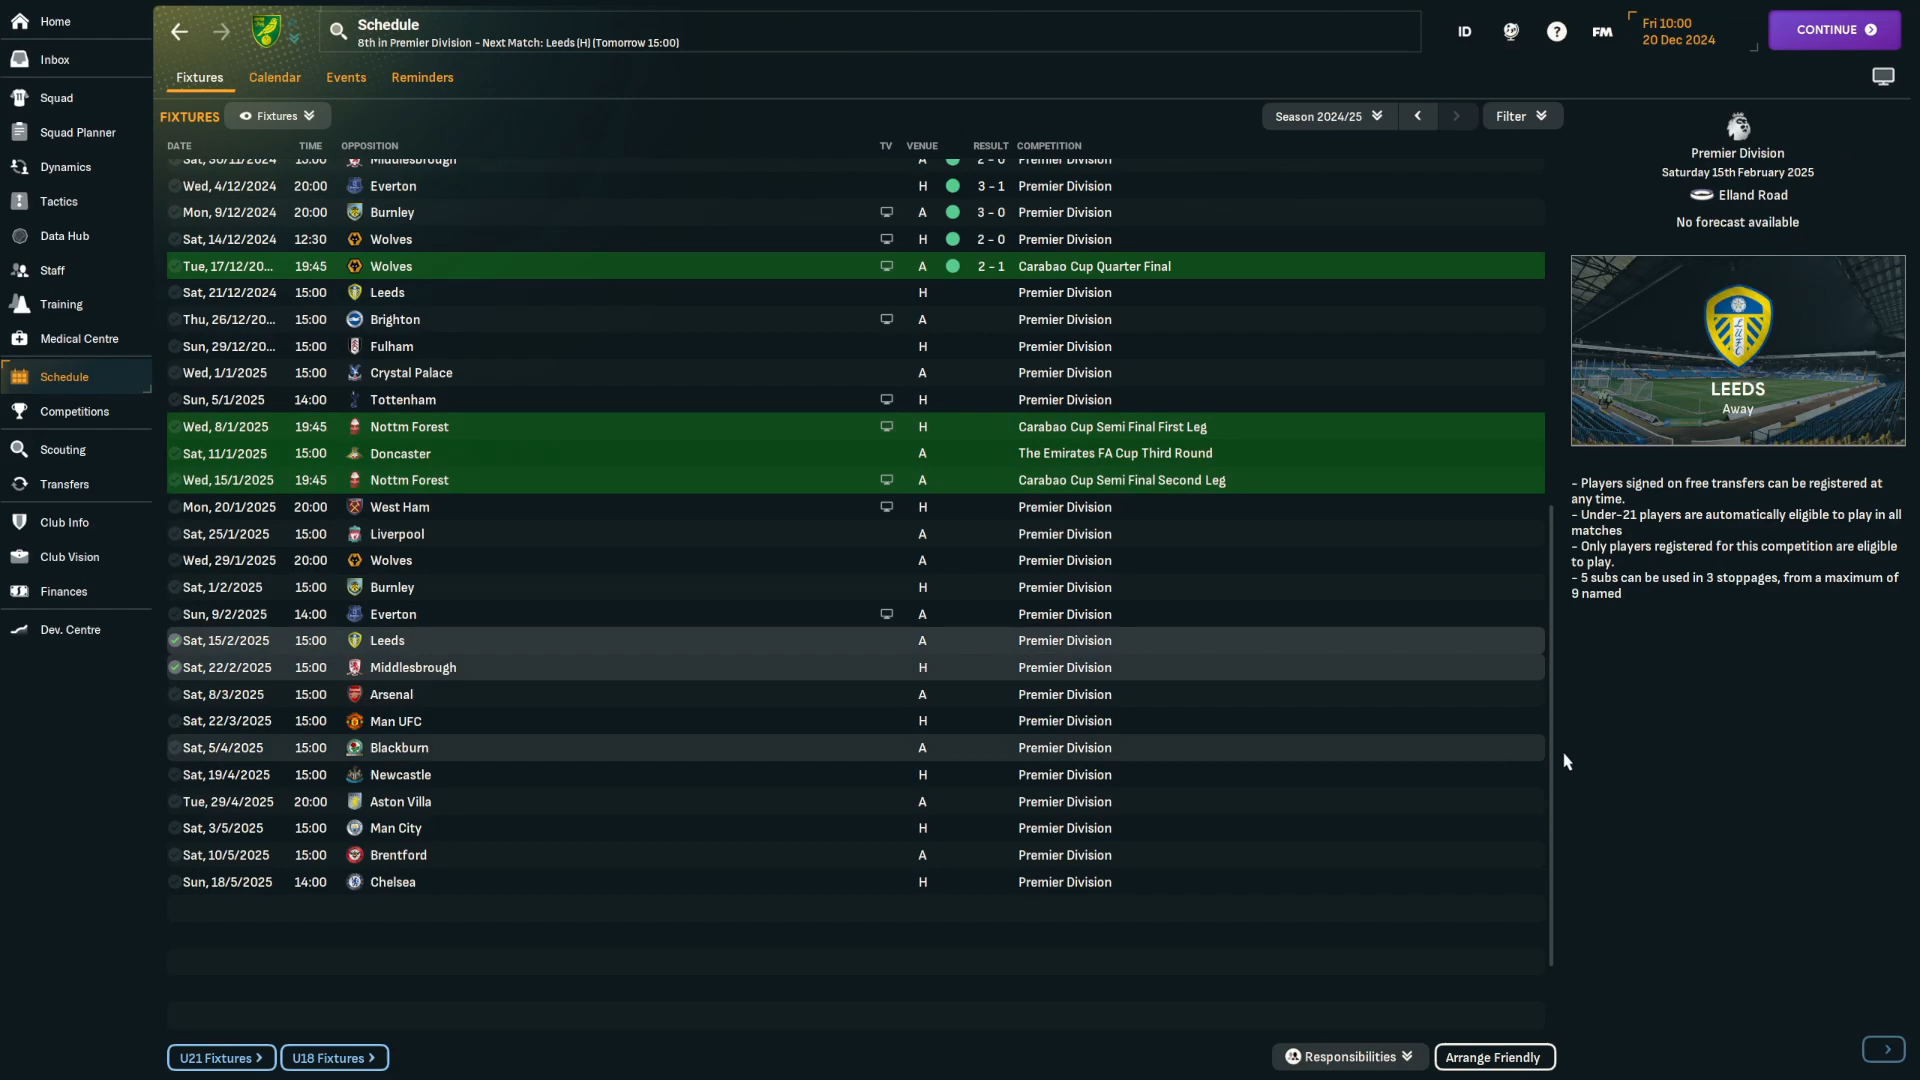 Home
Inbox
Squad
Squad Planner
Dynamics
Tactics
Data Hub
Staff
Training
Medical Centre
Schedule
Competitions
Scouting
Transfers
Club Info
Club Vision
Finances
Dev. Centre
Schedule
8th in Premier Division - Next Match: Leeds (H) (Tomorrow 15:00)
ID
FM
Fri 10:00
20 Dec 2024
CONTINUE
Fixtures Calendar Events Reminders
FIXTURES Fixtures
Season 2024/25
Filter
DATE TIME OPPOSITION TV VENUE RESULT COMPETITION
Sat, 30/11/2024 15:00 Middlesbrough A 2 - 0 Premier Division
Wed, 4/12/2024 20:00 Everton H 3 - 1 Premier Division
Mon, 9/12/2024 20:00 Burnley A 3 - 0 Premier Division
Sat, 14/12/2024 12:30 Wolves H 2 - 0 Premier Division
Tue, 17/12/20... 19:45 Wolves A 2 - 1 Carabao Cup Quarter Final
Sat, 21/12/2024 15:00 Leeds H Premier Division
Thu, 26/12/20... 15:00 Brighton A Premier Division
Sun, 29/12/20... 15:00 Fulham H Premier Division
Wed, 1/1/2025 15:00 Crystal Palace A Premier Division
Sun, 5/1/2025 14:00 Tottenham H Premier Division
Wed, 8/1/2025 19:45 Nottm Forest H Carabao Cup Semi Final First Leg
Sat, 11/1/2025 15:00 Doncaster A The Emirates FA Cup Third Round
Wed, 15/1/2025 19:45 Nottm Forest A Carabao Cup Semi Final Second Leg
Mon, 20/1/2025 20:00 West Ham H Premier Division
Sat, 25/1/2025 15:00 Liverpool A Premier Division
Wed, 29/1/2025 20:00 Wolves A Premier Division
Sat, 1/2/2025 15:00 Burnley H Premier Division
Sun, 9/2/2025 14:00 Everton A Premier Division
Sat, 15/2/2025 15:00 Leeds A Premier Division
Sat, 22/2/2025 15:00 Middlesbrough H Premier Division
Sat, 8/3/2025 15:00 Arsenal A Premier Division
Sat, 22/3/2025 15:00 Man UFC H Premier Division
Sat, 5/4/2025 15:00 Blackburn A Premier Division
Sat, 19/4/2025 15:00 Newcastle H Premier Division
Tue, 29/4/2025 20:00 Aston Villa A Premier Division
Sat, 3/5/2025 15:00 Man City H Premier Division
Sat, 10/5/2025 15:00 Brentford A Premier Division
Sun, 18/5/2025 14:00 Chelsea H Premier Division
U21 Fixtures > U18 Fixtures >
Responsibilities
Arrange Friendly
Premier Division
Saturday 15th February 2025
Elland Road
No forecast available
LUFC
LEEDS
Away
- Players signed on free transfers can be registered at
any time.
- Under-21 players are automatically eligible to play in all
matches
- Only players registered for this competition are eligible
to play.
- 5 subs can be used in 3 stoppages, from a maximum of
9 named